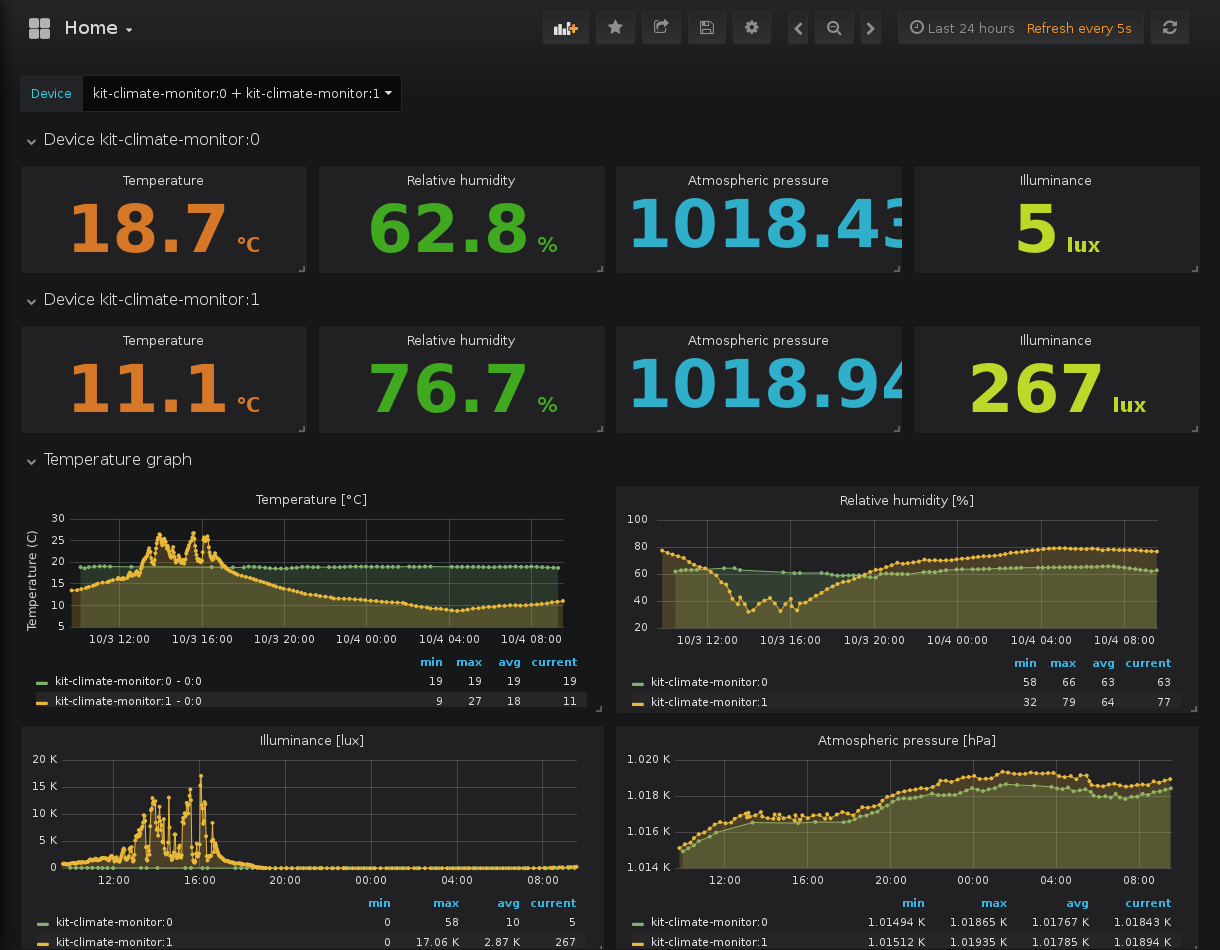 Home
Last 24 hours Refresh every 5s
Device kit-climate-monitor:0 + kit-climate-monitor:1
Device kit-climate-monitor:0
Temperature Relative humidity Atmospheric pressure Illuminance
18.7 °C 62.8 % 1018.43 5 lux
Device kit-climate-monitor:1
Temperature Relative humidity Atmospheric pressure Illuminance
11.1 °C 76.7 % 1018.94 267 lux
Temperature graph
Temperature [°C]
Temperature (C)
30
25
20
15
10
5
10/3 12:00 10/3 16:00 10/3 20:00 10/4 00:00 10/4 04:00 10/4 08:00
min max avg current
kit-climate-monitor:0 - 0:0 19 19 19 19
kit-climate-monitor:1 - 0:0 9 27 18 11
Relative humidity [%]
100
80
60
40
20
10/3 12:00 10/3 16:00 10/3 20:00 10/4 00:00 10/4 04:00 10/4 08:00
min max avg current
kit-climate-monitor:0 58 66 63 63
kit-climate-monitor:1 32 79 64 77
Illuminance [lux]
20 K
15 K
10 K
5 K
0
12:00 16:00 20:00 00:00 04:00 08:00
min max avg current
kit-climate-monitor:0 0 58 10 5
kit-climate-monitor:1 0 17.06 K 2.87 K 267
Atmospheric pressure [hPa]
1.020 K
1.018 K
1.016 K
1.014 K
12:00 16:00 20:00 00:00 04:00 08:00
min max avg current
kit-climate-monitor:0 1.01494 K 1.01865 K 1.01767 K 1.01843 K
kit-climate-monitor:1 1.01512 K 1.01935 K 1.01785 K 1.01894 K